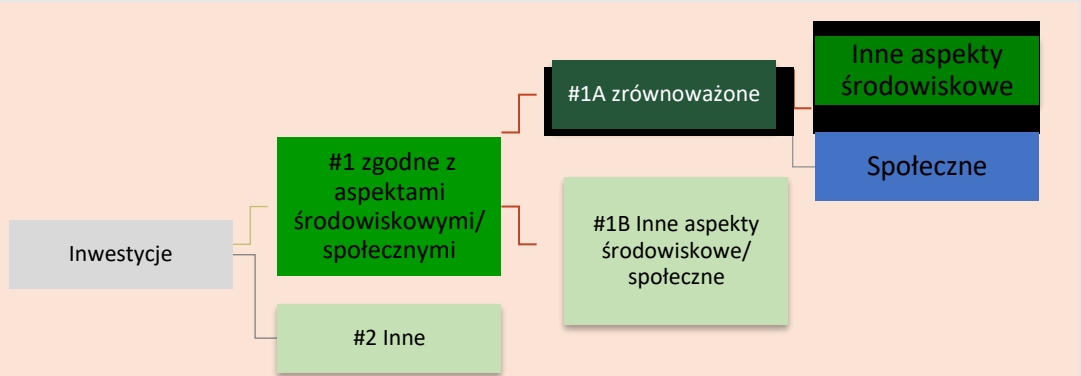 Inwestycje
#1 zgodne z
aspektami
środowiskowymi/
społecznymi
#2 Inne
#1A zrównoważone
#1B Inne aspekty
środowiskowe/
społeczne
Inne aspekty
środowiskowe
Społeczne